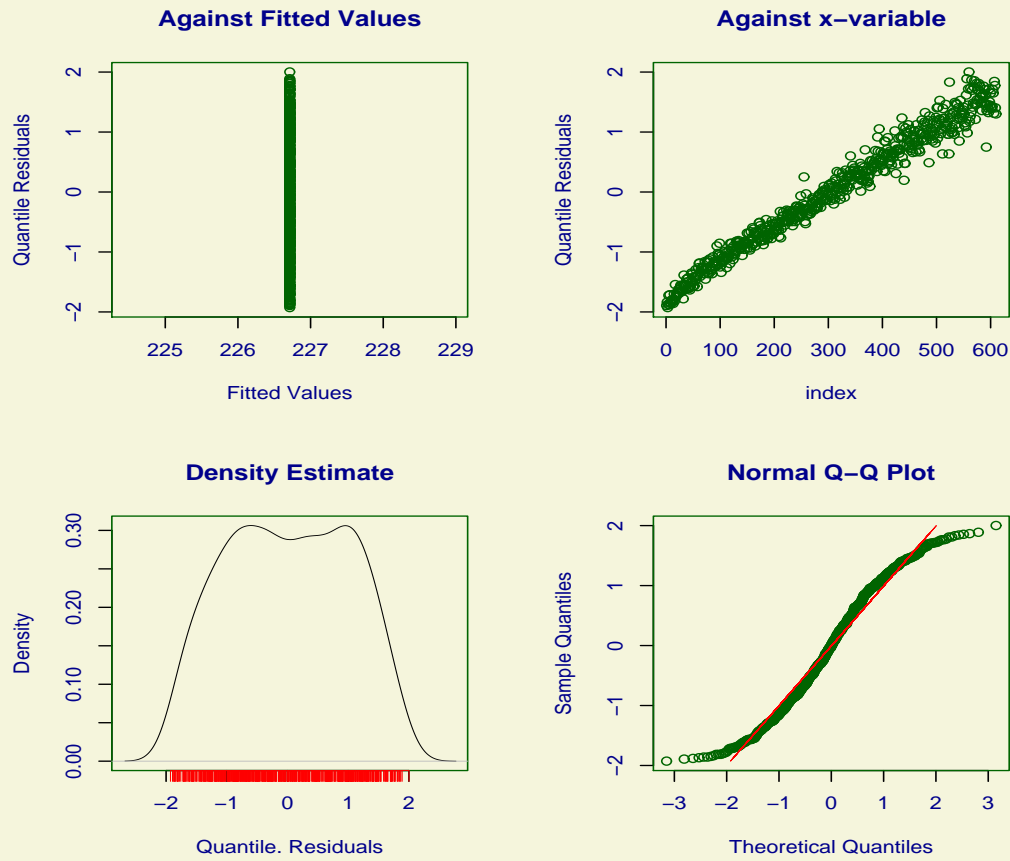 Against Fitted Values
Quantile Residuals
2
1
0
−1
−2
225 226 227 228 229
Fitted Values
Against x−variable
Quantile Residuals
2
1
0
−1
−2
0 100 200 300 400 500 600
index
Density Estimate
Density
0.30
0.20
0.10
0.00
−2 −1 0 1 2
Quantile. Residuals
Normal Q−Q Plot
Sample Quantiles
2
1
0
−1
−2
−3 −2 −1 0 1 2 3
Theoretical Quantiles